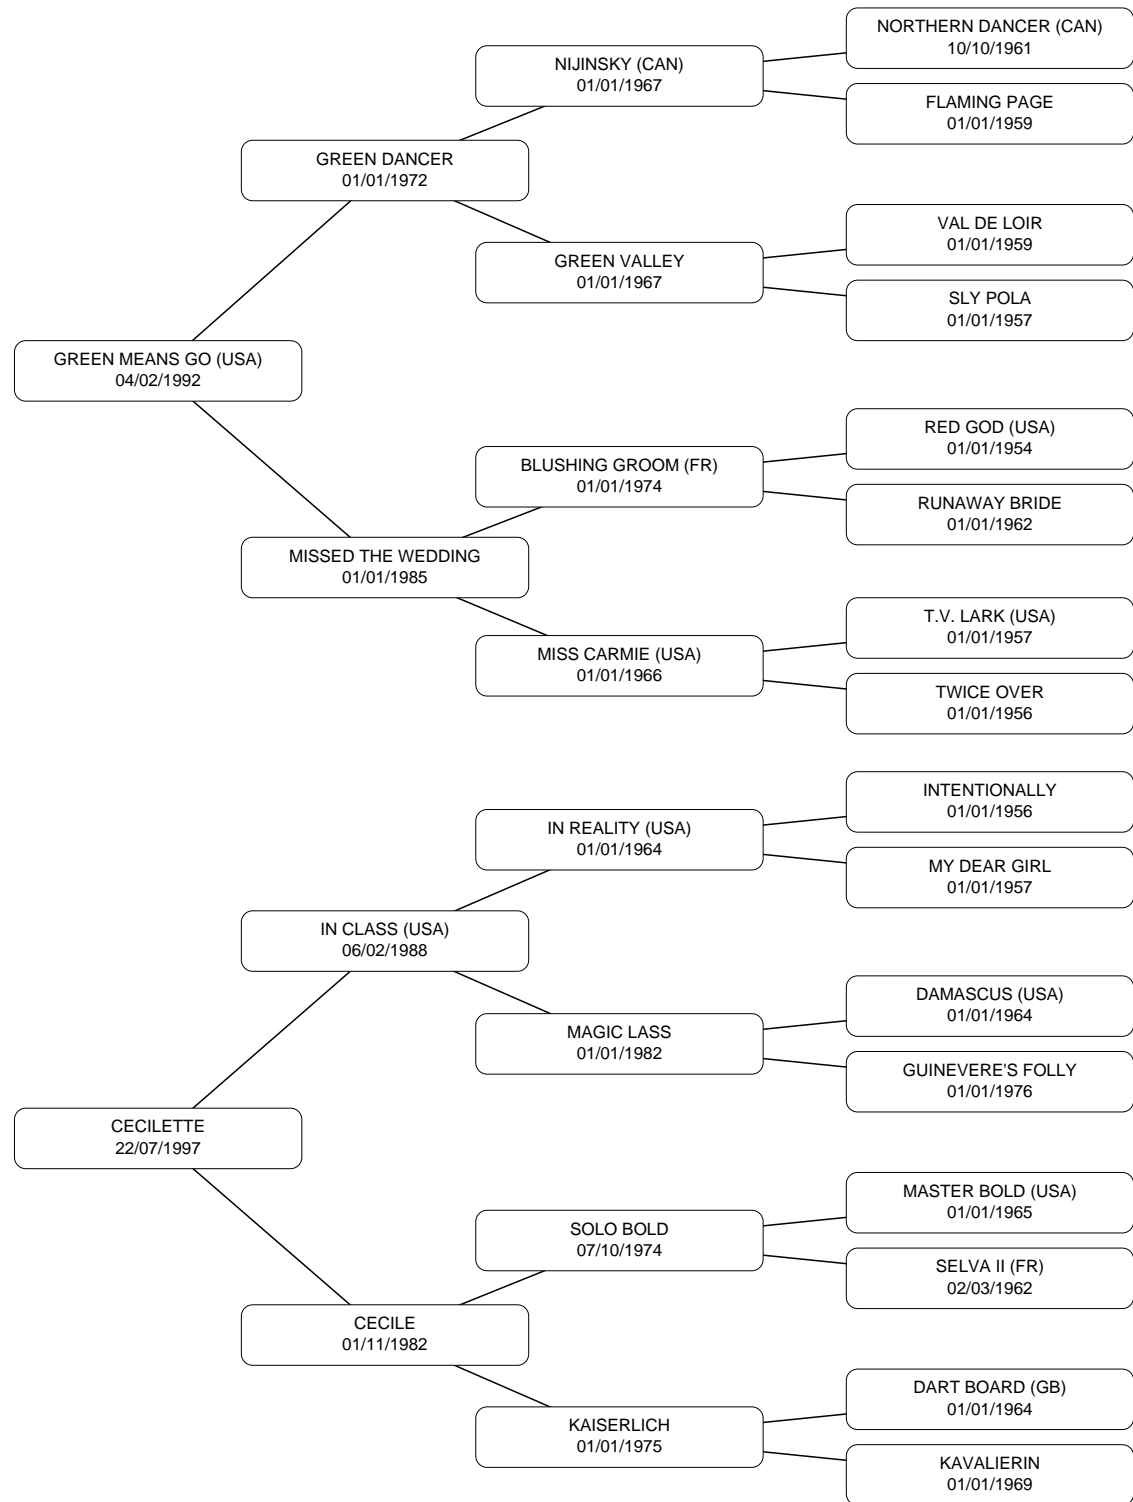 NORTHERN DANCER (CAN)
10/10/1961
NIJINSKY (CAN)
01/01/1967
FLAMING PAGE
01/01/1959
GREEN DANCER
01/01/1972
VAL DE LOIR
01/01/1959
GREEN VALLEY
01/01/1967
SLY POLA
01/01/1957
GREEN MEANS GO (USA)
04/02/1992
RED GOD (USA)
01/01/1954
BLUSHING GROOM (FR)
01/01/1974
RUNAWAY BRIDE
01/01/1962
MISSED THE WEDDING
01/01/1985
T.V. LARK (USA)
01/01/1957
MISS CARMIE (USA)
01/01/1966
TWICE OVER
01/01/1956
INTENTIONALLY
01/01/1956
IN REALITY (USA)
01/01/1964
MY DEAR GIRL
01/01/1957
IN CLASS (USA)
06/02/1988
DAMASCUS (USA)
01/01/1964
MAGIC LASS
01/01/1982
GUINEVERE'S FOLLY
01/01/1976
CECILETTE
22/07/1997
MASTER BOLD (USA)
01/01/1965
SOLO BOLD
07/10/1974
SELVA II (FR)
02/03/1962
CECILE
01/11/1982
DART BOARD (GB)
01/01/1964
KAISERLICH
01/01/1975
KAVALIERIN
01/01/1969